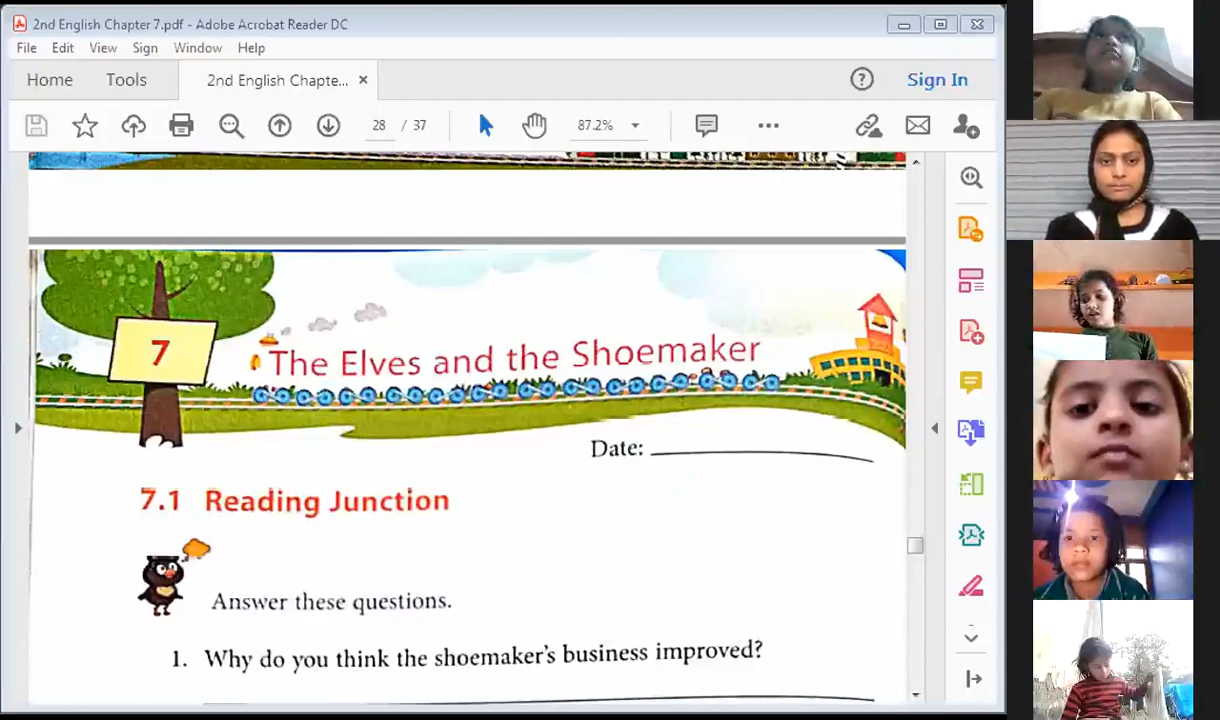 2nd English Chapter 7.pdf - Adobe Acrobat Reader DC
File Edit View Sign Window Help
Home Tools 2nd English Chapte... × ? Sign In
28 / 37 87.2%
7
The Elves and the Shoemaker
Date:
7.1 Reading Junction
Answer these questions.
1. Why do you think the shoemaker's business improved?